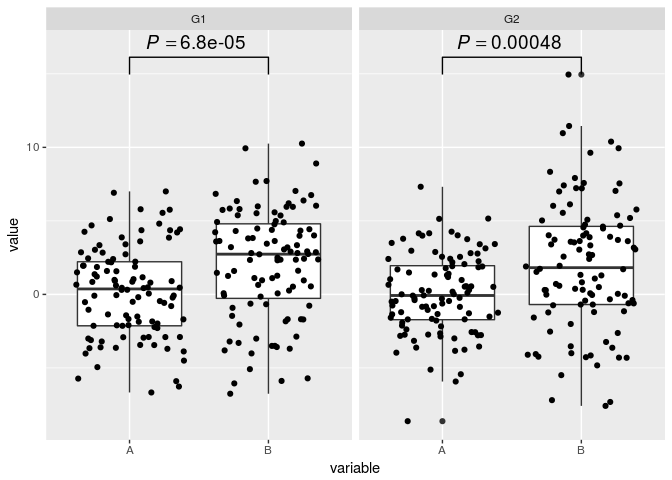 G1 G2
P = 6.8e-05 P = 0.00048
10
0
value
A B A B
variable